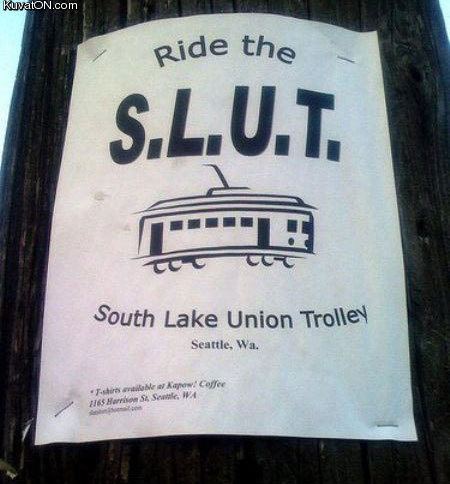 KuvatON.com
Ride the
S.L.U.T.
South Lake Union Trolley
Seattle, Wa.
*T-shirts available at Kapow! Coffee
1165 Harrison St, Seattle, WA